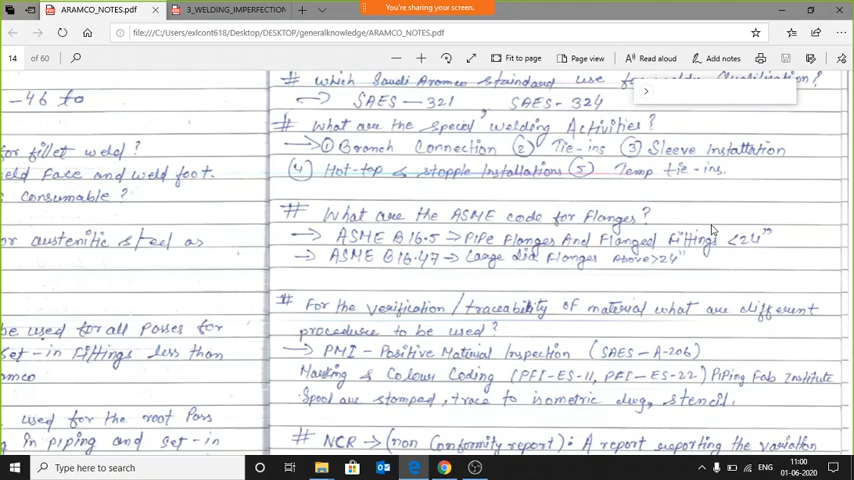 ARAMCO_NOTES.pdf
3_WELDING_IMPERFECTION
You're sharing your screen.
file:///C:/Users/exlcont618/Desktop/DESKTOP/generalknowledge/ARAMCO_NOTES.pdf
14 of 60
Fit to page
Page view
Read aloud
Add notes
-46 to
for fillet weld?
eld Face and weld foot.
s consumable?
or austenitic steel as
be used for all Passes for
set-in Fittings less than
amco
used for the root Pass
g in piping and set-in
# Which Saudi Aramco standard use for
→ SAES-321 SAES-324
# What are the special welding Activities?
→ ① Branch Connection ② Tie-ins ③ Sleeve Installation
④ Hot-tap & stopple Installations ⑤ Temp tie-ins.
# What are the ASME code for Flanges?
→ ASME B16.5 → Pipe Flanges And Flanged Fittings <24"
→ ASME B16.47 → Large Dia Flanges Above >24"
# For the verification/traceability of material what are different
procedure to be used?
→ PMI - Positive Material Inspection (SAES-A-206)
Marking & Colour Coding (PFI-ES-11, PFI-ES-22) Piping Fab Institute
Spool are stamped, trace to isometric dwg, stencil.
# NCR → (non Conformity report): A report reporting the variation
Type here to search
ENG
11:00
01-06-2020